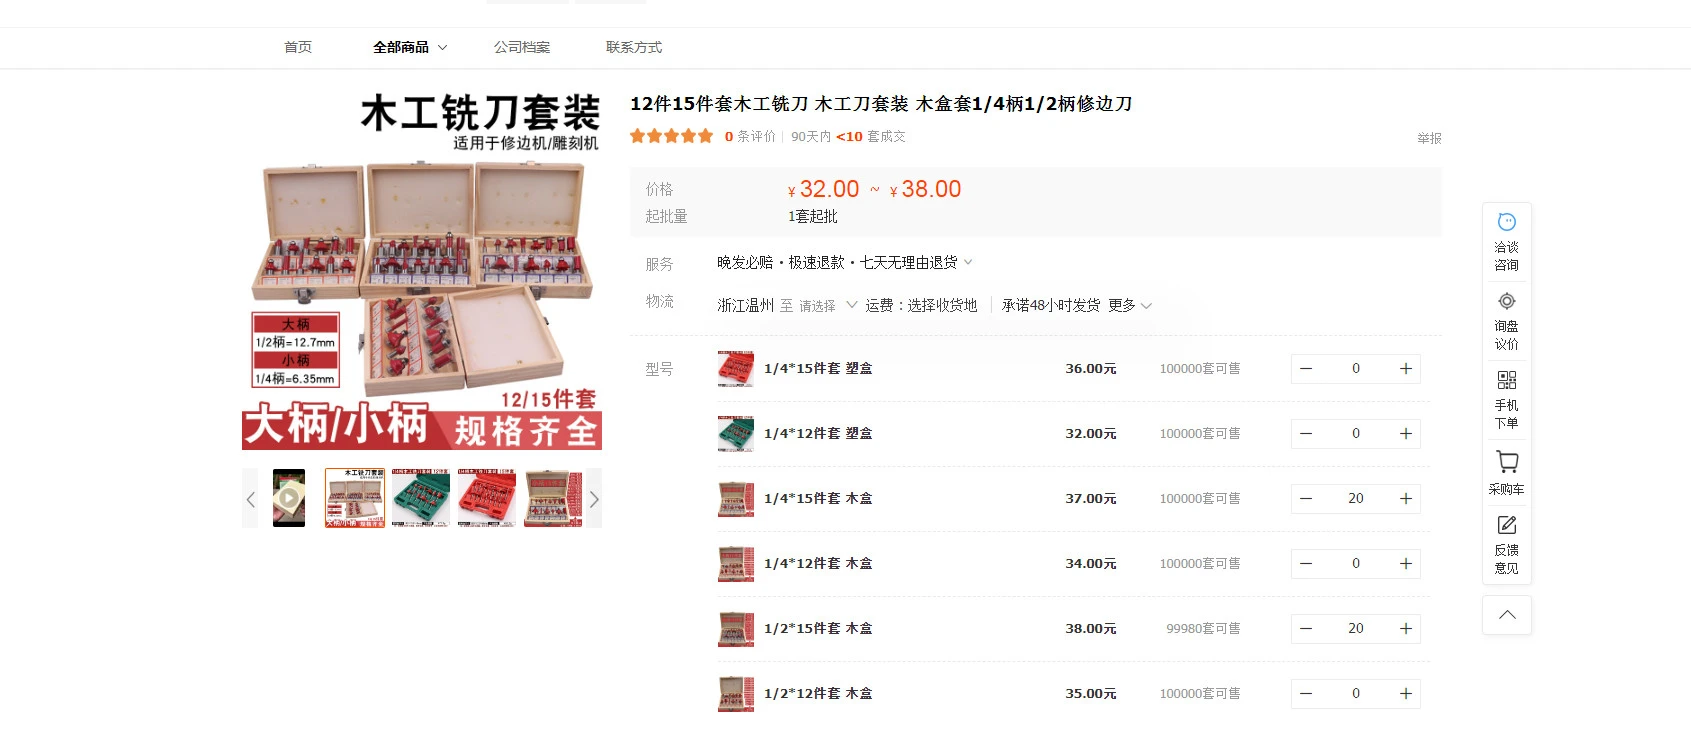 首页 全部商品 公司档案 联系方式
木工铣刀套装
适用于修边机/雕刻机
大柄
1/2柄=12.7mm
小柄
1/4柄=6.35mm
12/15件套
大柄/小柄 规格齐全
12件15件套木工铣刀 木工刀套装 木盒套1/4柄1/2柄修边刀
0 条评价 90天内 <10 套成交
举报
价格 ¥ 32.00 ~ ¥ 38.00
起批量 1套起批
服务 晚发必赔·极速退款·七天无理由退货
物流 浙江温州 至 请选择 运费：选择收货地 承诺48小时发货 更多
型号
1/4*15件套 塑盒 36.00元 100000套可售 0
1/4*12件套 塑盒 32.00元 100000套可售 0
1/4*15件套 木盒 37.00元 100000套可售 20
1/4*12件套 木盒 34.00元 100000套可售 0
1/2*15件套 木盒 38.00元 99980套可售 20
1/2*12件套 木盒 35.00元 100000套可售 0
洽谈
咨询
询盘
议价
手机
下单
采购车
反馈
意见